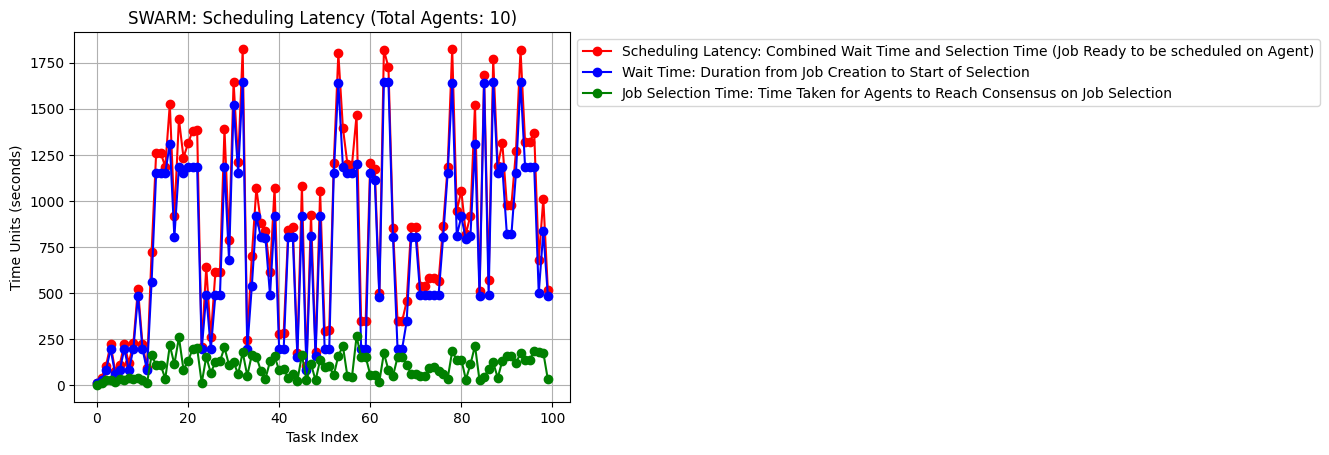 SWARM: Scheduling Latency (Total Agents: 10)
Scheduling Latency: Combined Wait Time and Selection Time (Job Ready to be scheduled on Agent)
Wait Time: Duration from Job Creation to Start of Selection
Job Selection Time: Time Taken for Agents to Reach Consensus on Job Selection
Time Units (seconds)
1750
1500
1250
1000
750
500
250
0
0 20 40 60 80 100
Task Index